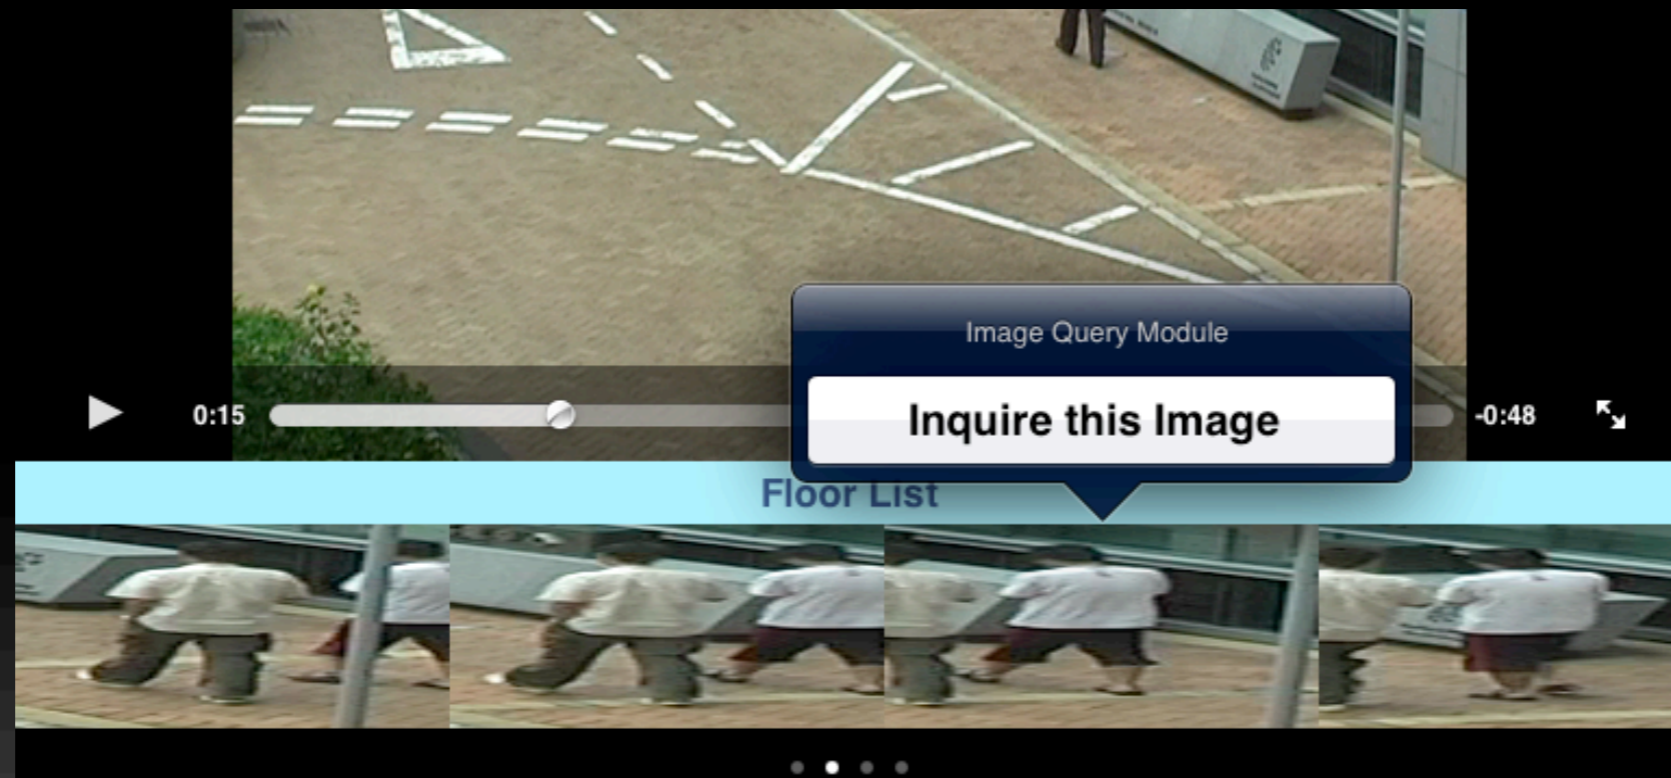 Image Query Module
Inquire this Image
0:15
-0:48
Floor List